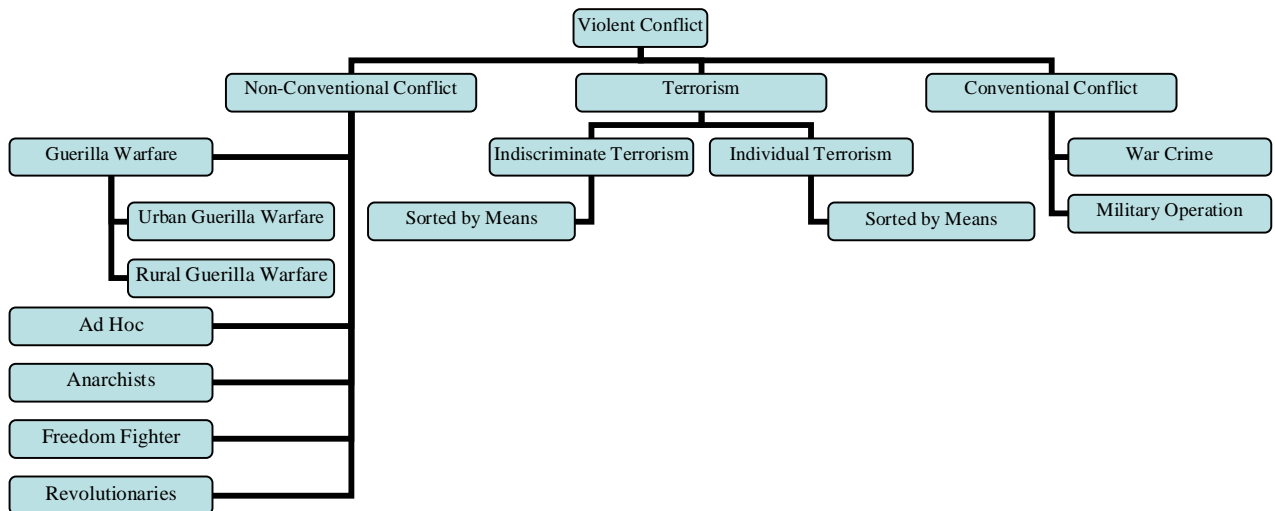 Violent Conflict
Non-Conventional Conflict
Terrorism
Conventional Conflict
Guerilla Warfare
Indiscriminate Terrorism
Individual Terrorism
War Crime
Urban Guerilla Warfare
Sorted by Means
Sorted by Means
Military Operation
Rural Guerilla Warfare
Ad Hoc
Anarchists
Freedom Fighter
Revolutionaries